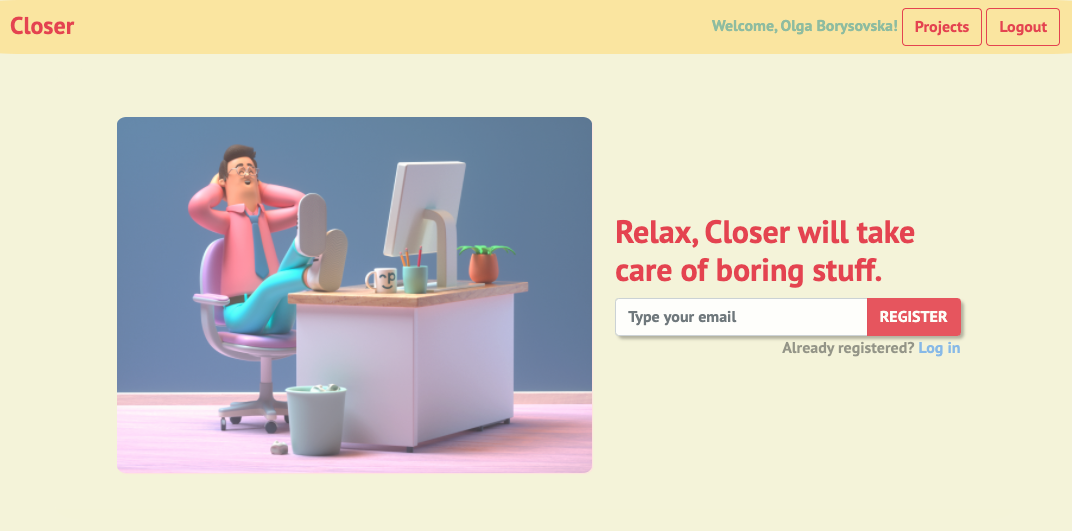 Closer
Welcome, Olga Borysovska!
Projects
Logout
Relax, Closer will take
care of boring stuff.
Type your email
REGISTER
Already registered? Log in